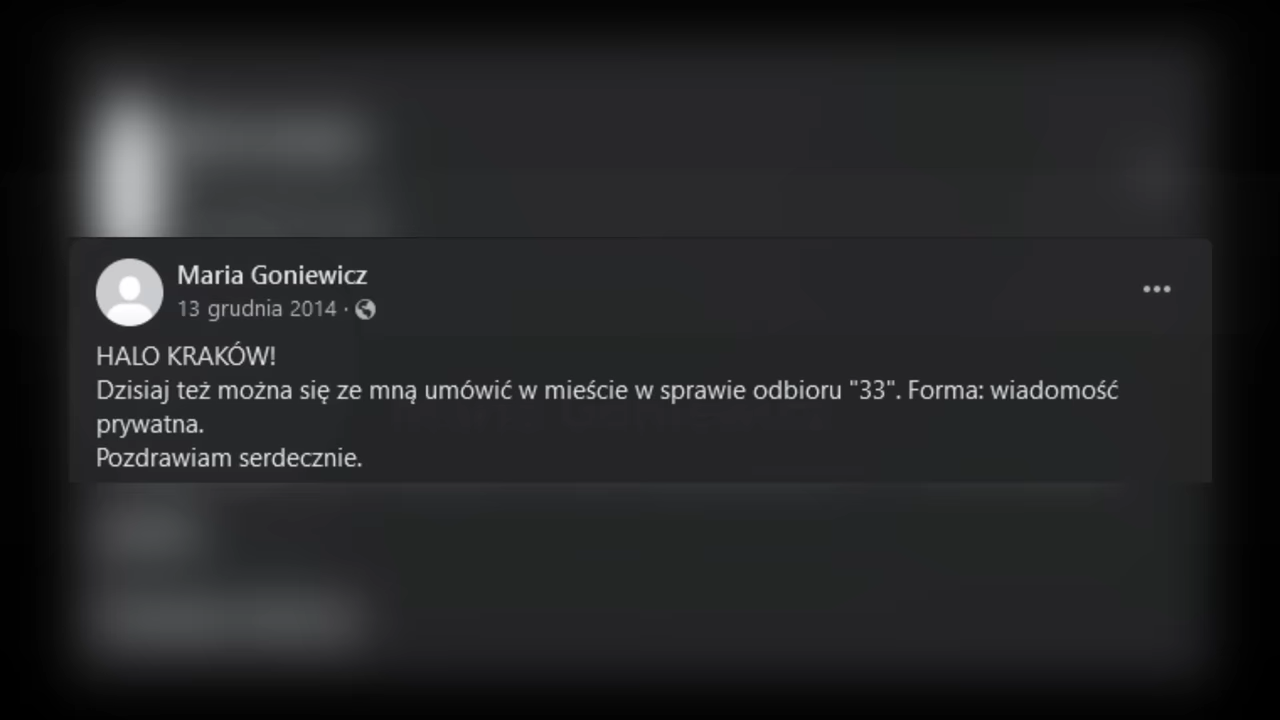 Maria Goniewicz
13 grudnia 2014 ·
HALO KRAKÓW!
Dzisiaj też można się ze mną umówić w mieście w sprawie odbioru "33". Forma: wiadomość
prywatna.
Pozdrawiam serdecznie.